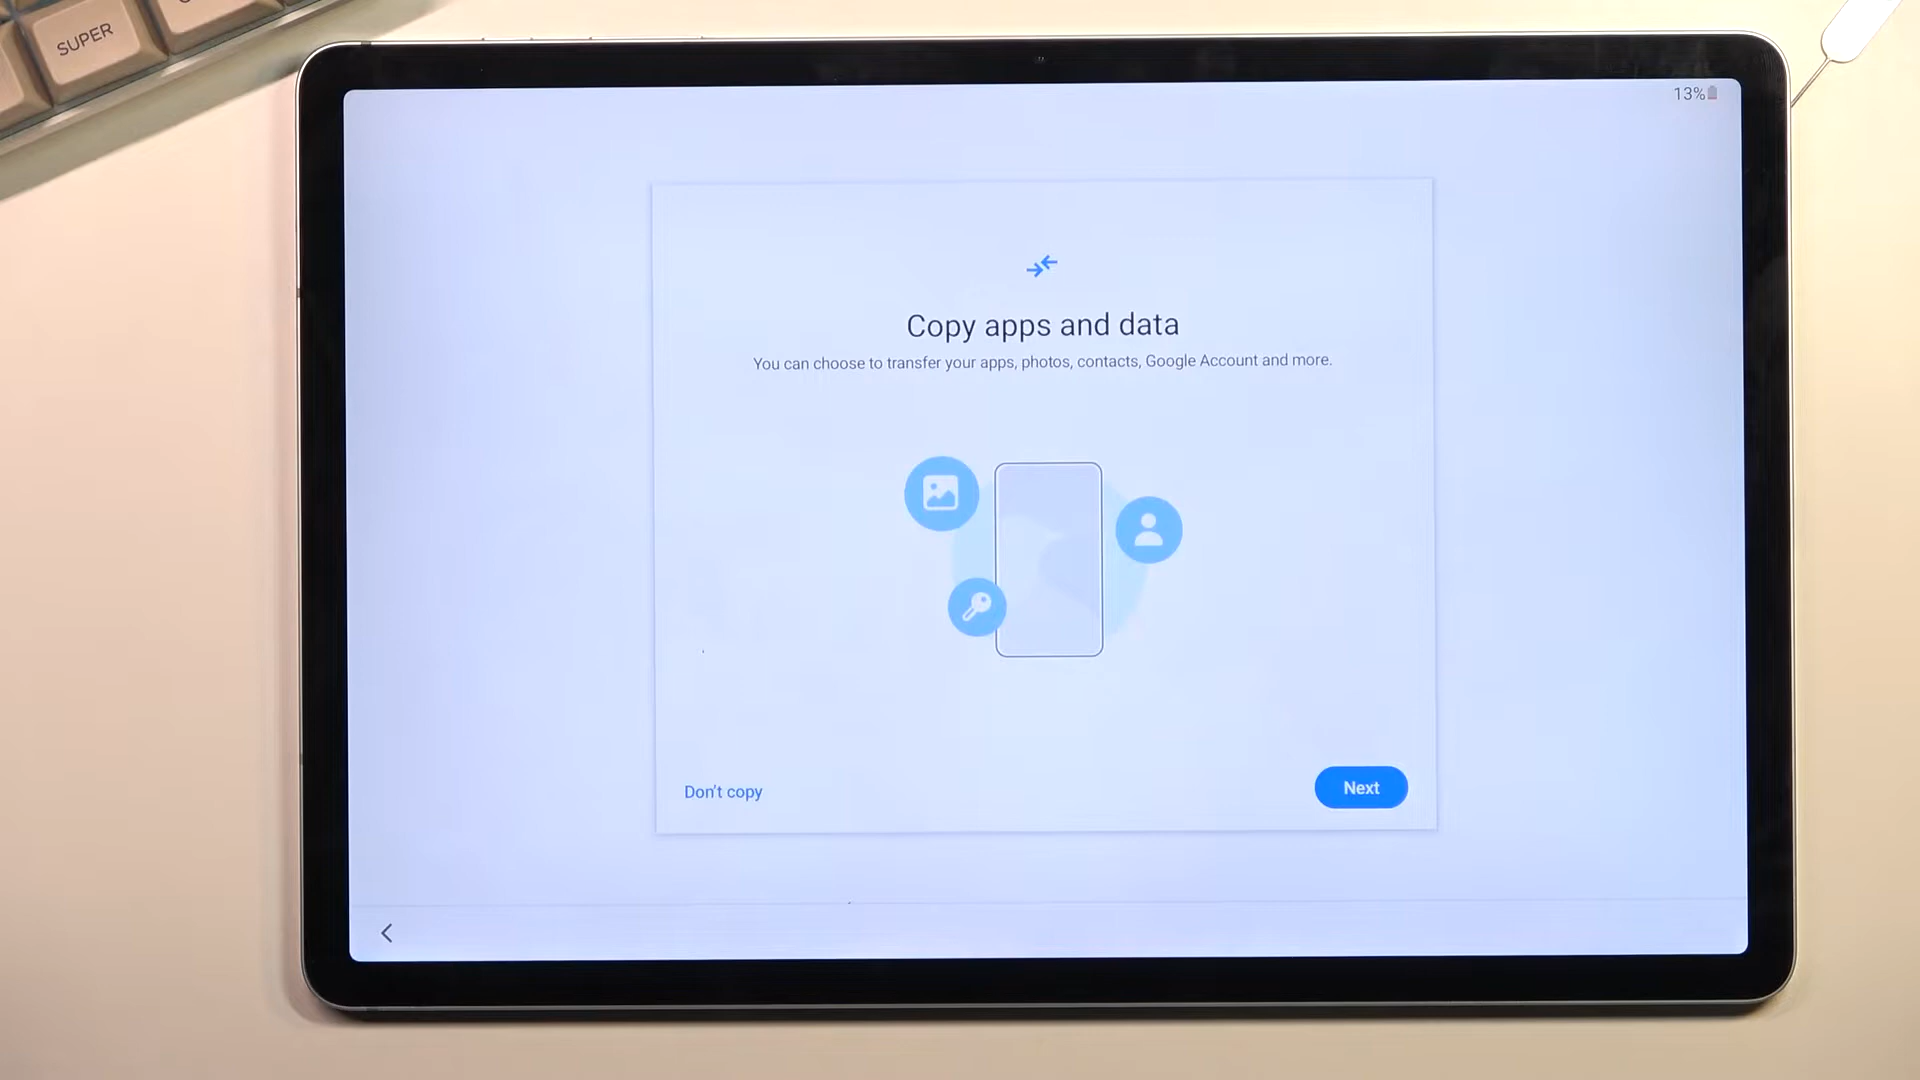 SUPER
13%
Copy apps and data
You can choose to transfer your apps, photos, contacts, Google Account and more.
Don't copy
Next